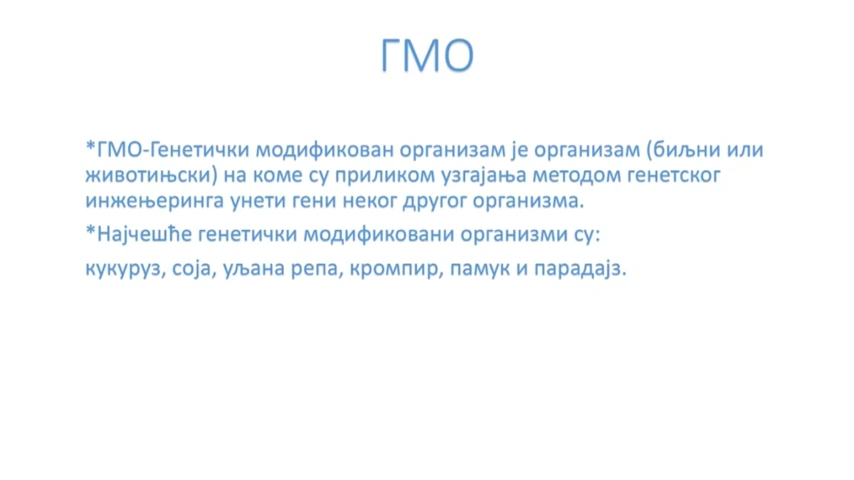 ГМО
*ГМО-Генетички модификован организам је организам (биљни или
животињски) на коме су приликом узгајања методом генетског
инжењеринга унети гени неког другог организма.
*Најчешће генетички модификовани организми су:
кукуруз, соја, уљана репа, кромпир, памук и парадајз.